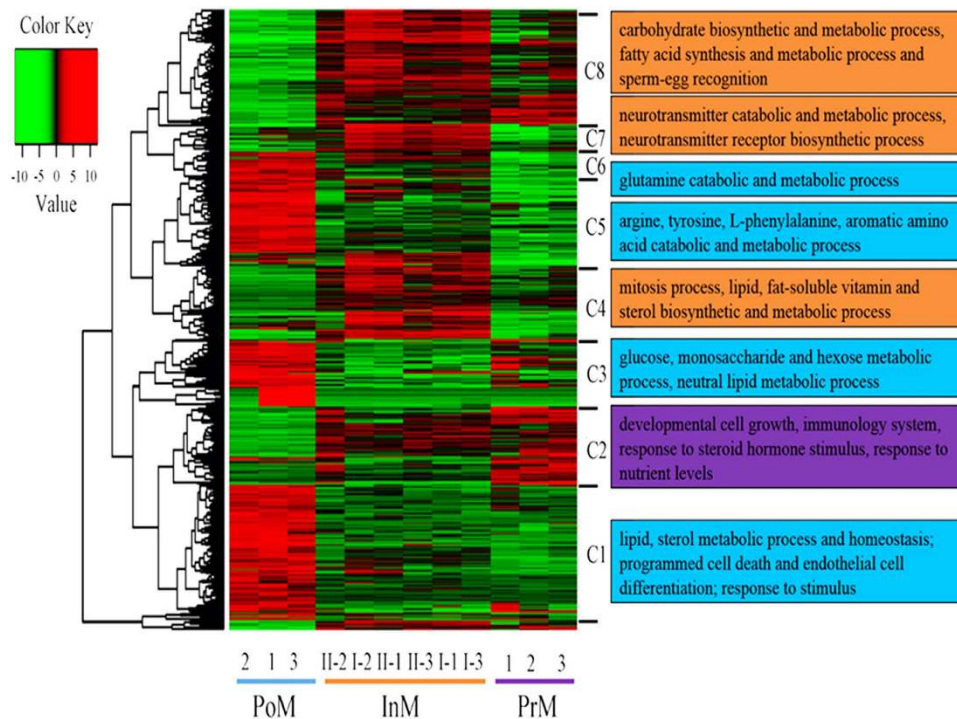 Color Key
-10 -5 0 5 10
Value
C8
C7
C6
C5
C4
C3
C2
C1
carbohydrate biosynthetic and metabolic process,
fatty acid synthesis and metabolic process and
sperm-egg recognition
neurotransmitter catabolic and metabolic process,
neurotransmitter receptor biosynthetic process
glutamine catabolic and metabolic process
argine, tyrosine, L-phenylalanine, aromatic amino
acid catabolic and metabolic process
mitosis process, lipid, fat-soluble vitamin and
sterol biosynthetic and metabolic process
glucose, monosaccharide and hexose metabolic
process, neutral lipid metabolic process
developmental cell growth, immunology system,
response to steroid hormone stimulus, response to
nutrient levels
lipid, sterol metabolic process and homeostasis;
programmed cell death and endothelial cell
differentiation; response to stimulus
2 1 3 II-2 I-2 II-1 II-3 I-1 I-3 1 2 3
PoM InM PrM